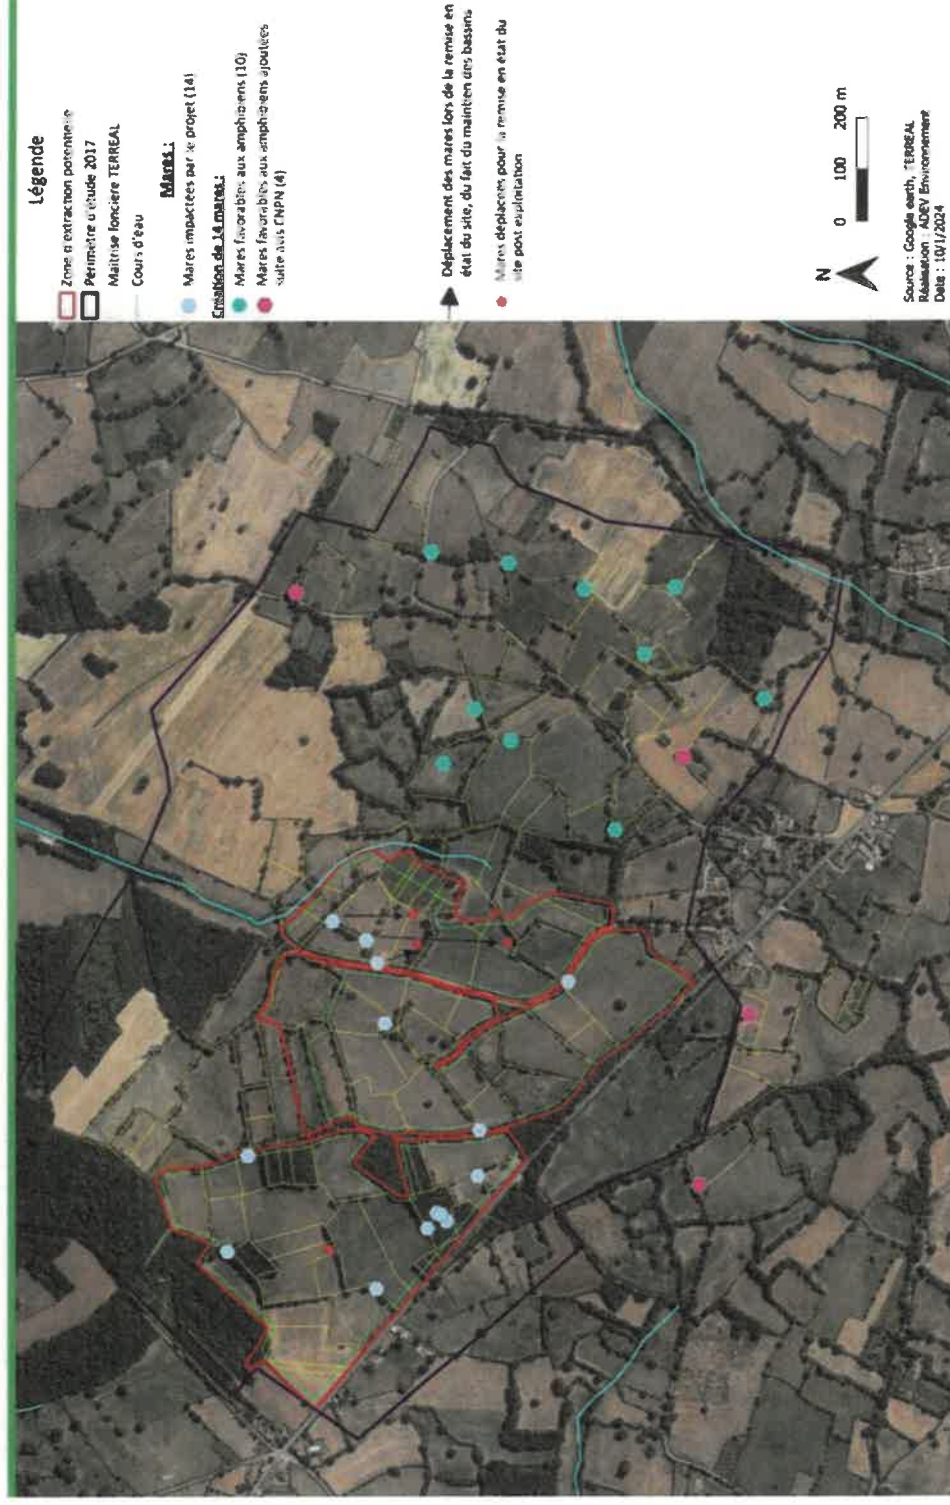 Légende
Zone d'extraction potentielle
Périmètre d'étude 2017
Maîtrise foncière TERREAL
Cours d'eau
Mares :
Mares impactées par le projet (14)
Création de 14 mares :
Mares favorables aux amphibiens (10)
Mares favorables aux amphibiens ajoutées
suite avis CNPN (4)
Déplacement des mares lors de la remise en
état du site, du fait du maintien des bassins
Mares déplacées pour la remise en état du
site post exploitation
N
0 100 200 m
Source : Google earth, TERREAL
Réalisation : ADEV Environnement
Date : 10/1/2024